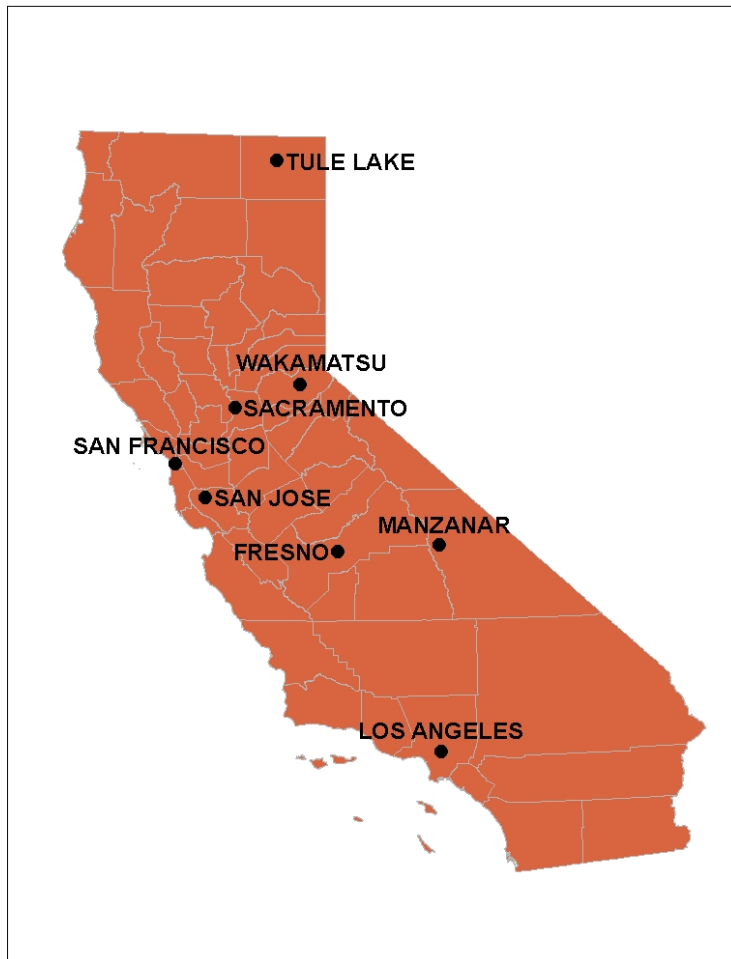 TULE LAKE
WAKAMATSU
SACRAMENTO
SAN FRANCISCO
SAN JOSE
MANZANAR
FRESNO
LOS ANGELES